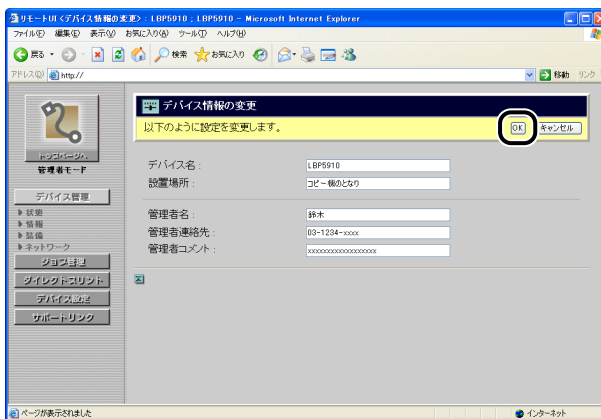 リモートUI <デバイス情報の変更> : LBP5910 ; LBP5910 - Microsoft Internet Explorer
ファイル(F) 編集(E) 表示(V) お気に入り(A) ツール(T) ヘルプ(H)
戻る 検索 お気に入り
アドレス(D) http:// 移動 リンク
デバイス情報の変更
以下のように設定を変更します。 OK キャンセル
トップページへ
管理者モード
デバイス管理
状態
情報
装備
ネットワーク
ジョブ管理
ダイレクトプリント
デバイス設定
サポートリンク
デバイス名 : LBP5910
設置場所 : コピー機のとなり
管理者名 : 鈴木
管理者連絡先 : 03-1234-xxxx
管理者コメント : xxxxxxxxxxxxxxxxx
ページが表示されました インターネット